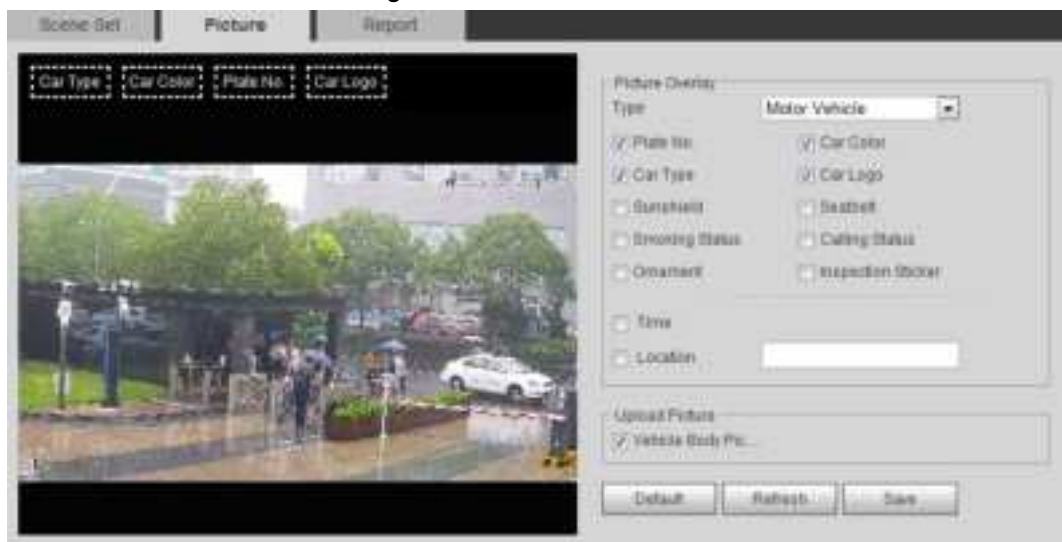 Scene Set Picture Report
Car Type Car Color Plate No. Car Logo
Picture Overlay
Type Motor Vehicle
Plate No. Car Color
Car Type Car Logo
Sunshield Seatbelt
Smoking Status Calling Status
Ornament Inspection Sticker
Time
Location
Upload Picture
Vehicle Body Pic...
Default Refresh Save